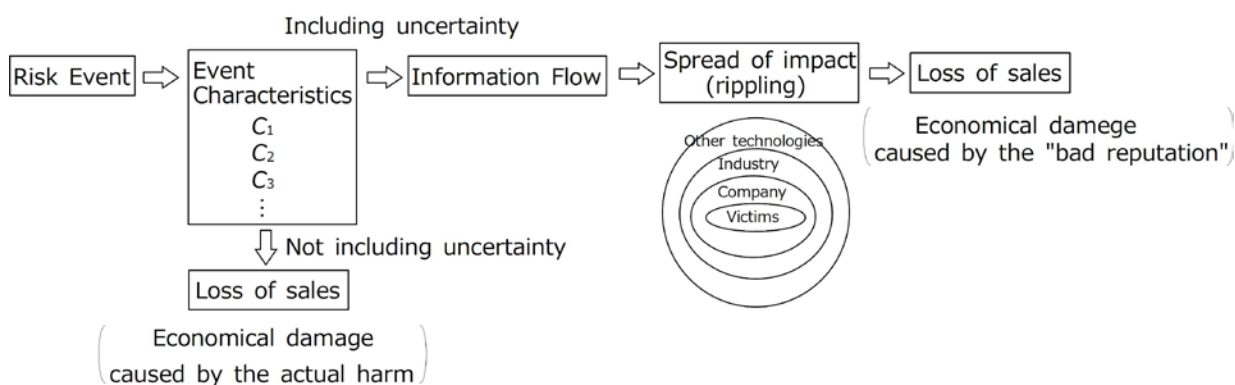 Including uncertainty
Risk Event
Event
Characteristics
C1
C2
C3
⋮
Information Flow
Spread of impact
(rippling)
Loss of sales
Economical damege
caused by the "bad reputation"
Other technologies
Industry
Company
Victims
Not including uncertainty
Loss of sales
Economical damage
caused by the actual harm